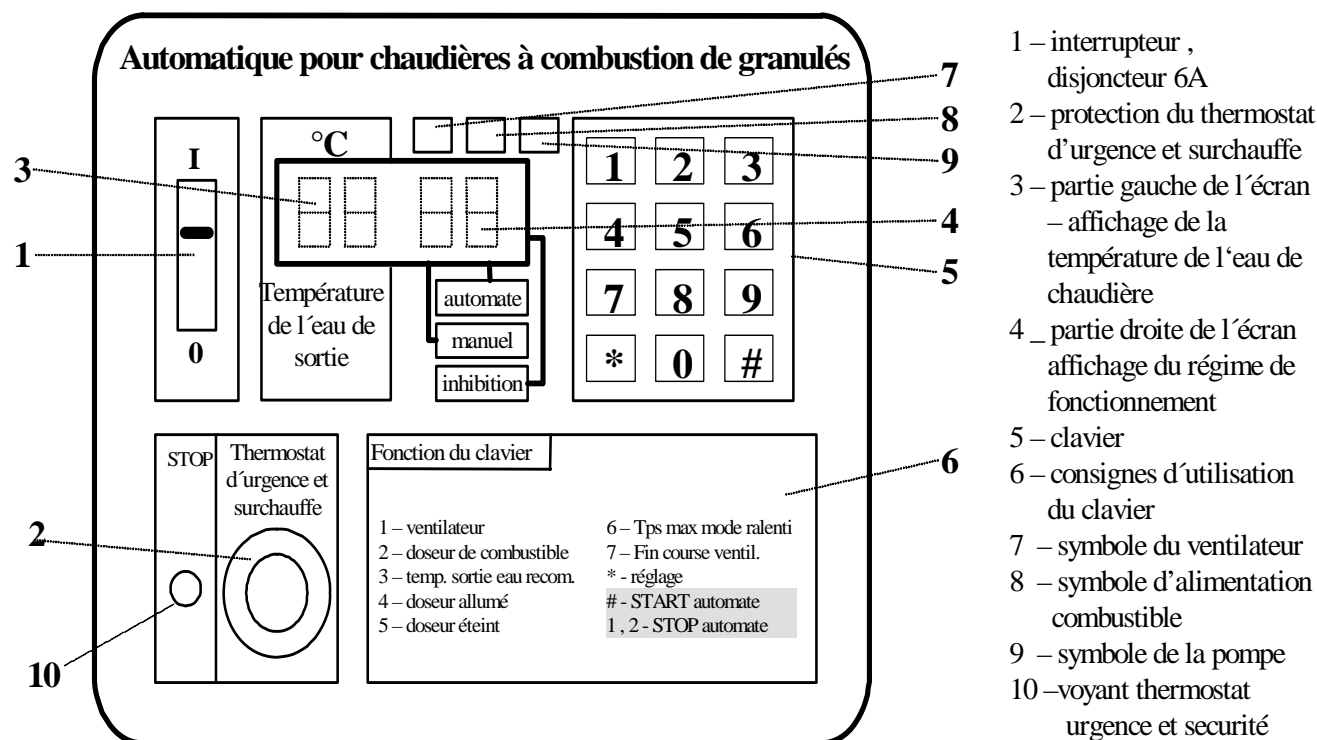 Automatique pour chaudières à combustion de granulés
I
0
°C
Température
de l´eau de
sortie
automate
manuel
inhibition
1 2 3
4 5 6
7 8 9
* 0 #
STOP
Thermostat
d´urgence et
surchauffe
Fonction du clavier
1 – ventilateur
2 – doseur de combustible
3 – temp. sortie eau recom.
4 – doseur allumé
5 – doseur éteint
6 – Tps max mode ralenti
7 – Fin course ventil.
* - réglage
# - START automate
1 , 2 - STOP automate
3
1
2
10
7
8
9
4
5
6
1 – interrupteur ,
disjoncteur 6A
2 – protection du thermostat
d’urgence et surchauffe
3 – partie gauche de l´écran
– affichage de la
température de l‘eau de
chaudière
4 _ partie droite de l´écran
affichage du régime de
fonctionnement
5 – clavier
6 – consignes d´utilisation
du clavier
7 – symbole du ventilateur
8 – symbole d’alimentation
combustible
9 – symbole de la pompe
10 –voyant thermostat
urgence et securité